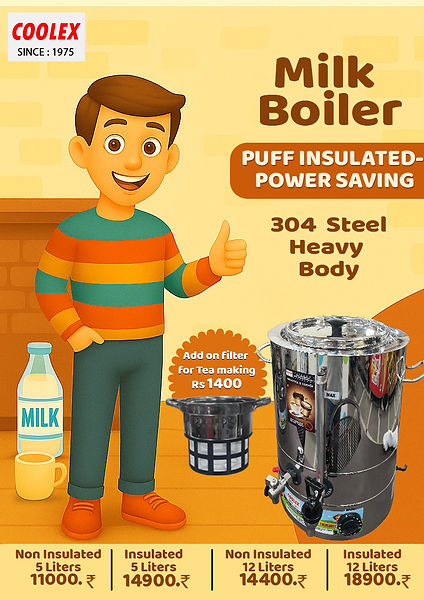 COOLEX
SINCE : 1975
Milk
Boiler
PUFF INSULATED-
POWER SAVING
304 Steel
Heavy
Body
Add on filter
for Tea making
Rs 1400
MILK
MAX
Non Insulated
5 Liters
11000.₹
Insulated
5 Liters
14900.₹
Non Insulated
12 Liters
14400.₹
Insulated
12 Liters
18900.₹